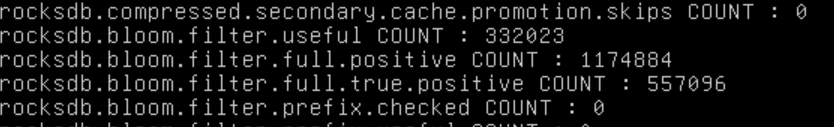 rocksdb.compressed.secondary.cache.promotion.skips COUNT : 0
rocksdb.bloom.filter.useful COUNT : 332023
rocksdb.bloom.filter.full.positive COUNT : 1174884
rocksdb.bloom.filter.full.true.positive COUNT : 557096
rocksdb.bloom.filter.prefix.checked COUNT : 0